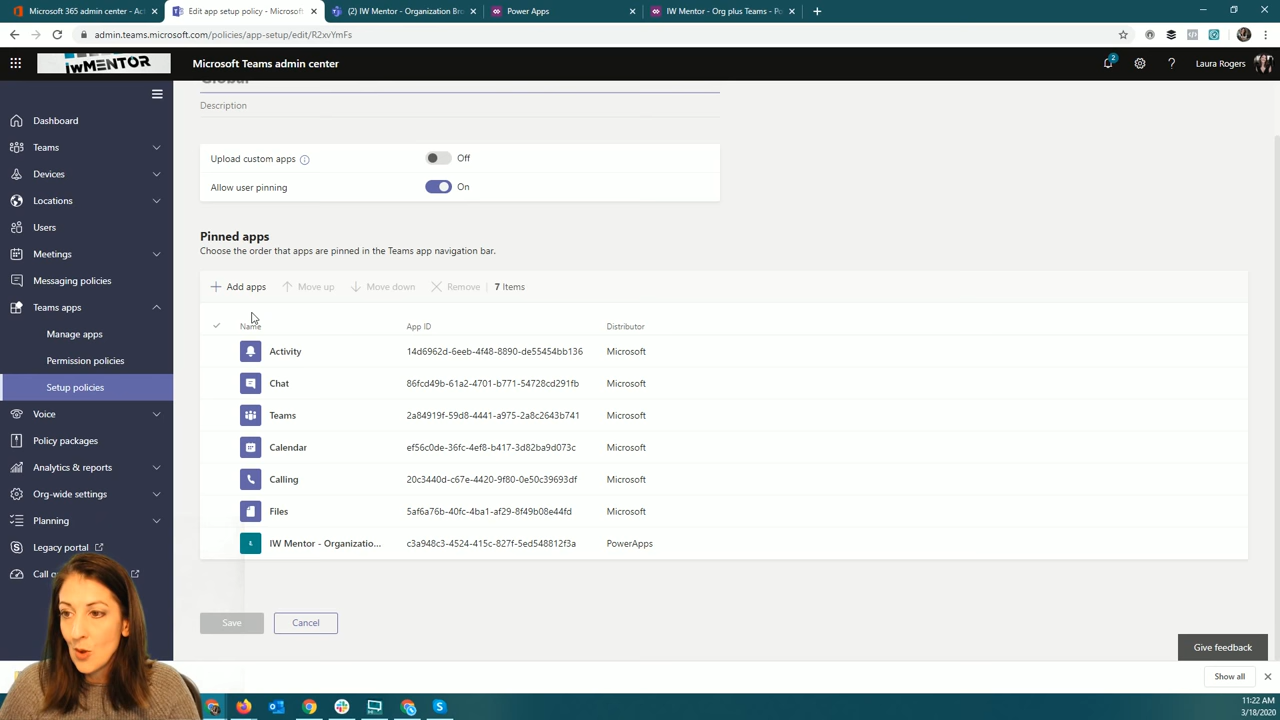 Microsoft 365 admin center - Ac
Edit app setup policy - Microsoft
(2) IW Mentor - Organization Bro
Power Apps
IW Mentor - Org plus Teams - Po
admin.teams.microsoft.com/policies/app-setup/edit/R2xvYmFs
iwMENTOR
Microsoft Teams admin center
2
Laura Rogers
Global
Description
Dashboard
Teams
Devices
Locations
Users
Meetings
Messaging policies
Teams apps
Manage apps
Permission policies
Setup policies
Voice
Policy packages
Analytics & reports
Org-wide settings
Planning
Legacy portal
Call q
Upload custom apps
Off
Allow user pinning
On
Pinned apps
Choose the order that apps are pinned in the Teams app navigation bar.
Add apps
Move up
Move down
Remove
7 Items
Name
App ID
Distributor
Activity
14d6962d-6eeb-4f48-8890-de55454bb136
Microsoft
Chat
86fcd49b-61a2-4701-b771-54728cd291fb
Microsoft
Teams
2a84919f-59d8-4441-a975-2a8c2643b741
Microsoft
Calendar
ef56c0de-36fc-4ef8-b417-3d82ba9d073c
Microsoft
Calling
20c3440d-c67e-4420-9f80-0e50c39693df
Microsoft
Files
5af6a76b-40fc-4ba1-af29-8f49b08e44fd
Microsoft
IW Mentor - Organizatio...
c3a948c3-4524-415c-827f-5ed548812f3a
PowerApps
Save
Cancel
Give feedback
Show all
11:22 AM
3/18/2020